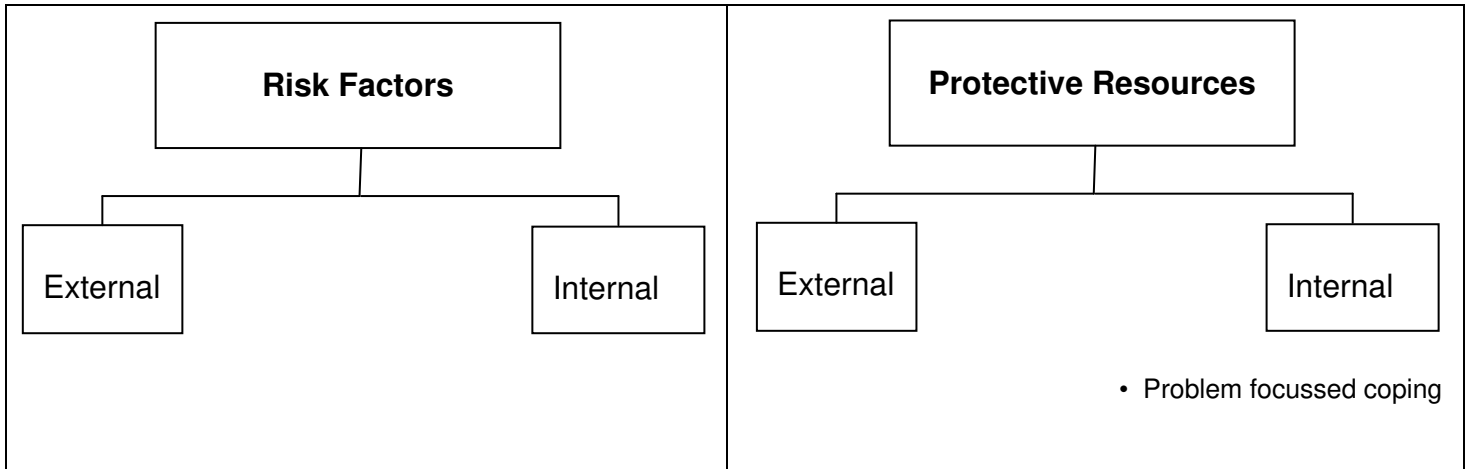 Risk Factors
External
Internal
Protective Resources
External
Internal
• Problem focussed coping